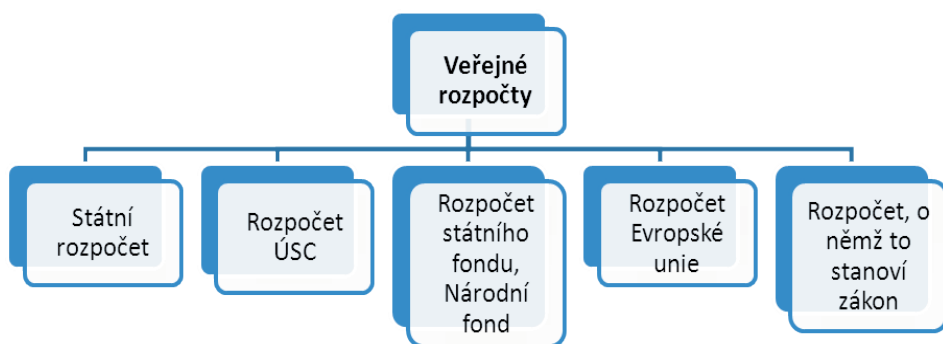 Veřejné
rozpočty
Státní
rozpočet
Rozpočet
ÚSC
Rozpočet
státního
fondu,
Národní
fond
Rozpočet
Evropské
unie
Rozpočet, o
němž to
stanoví
zákon